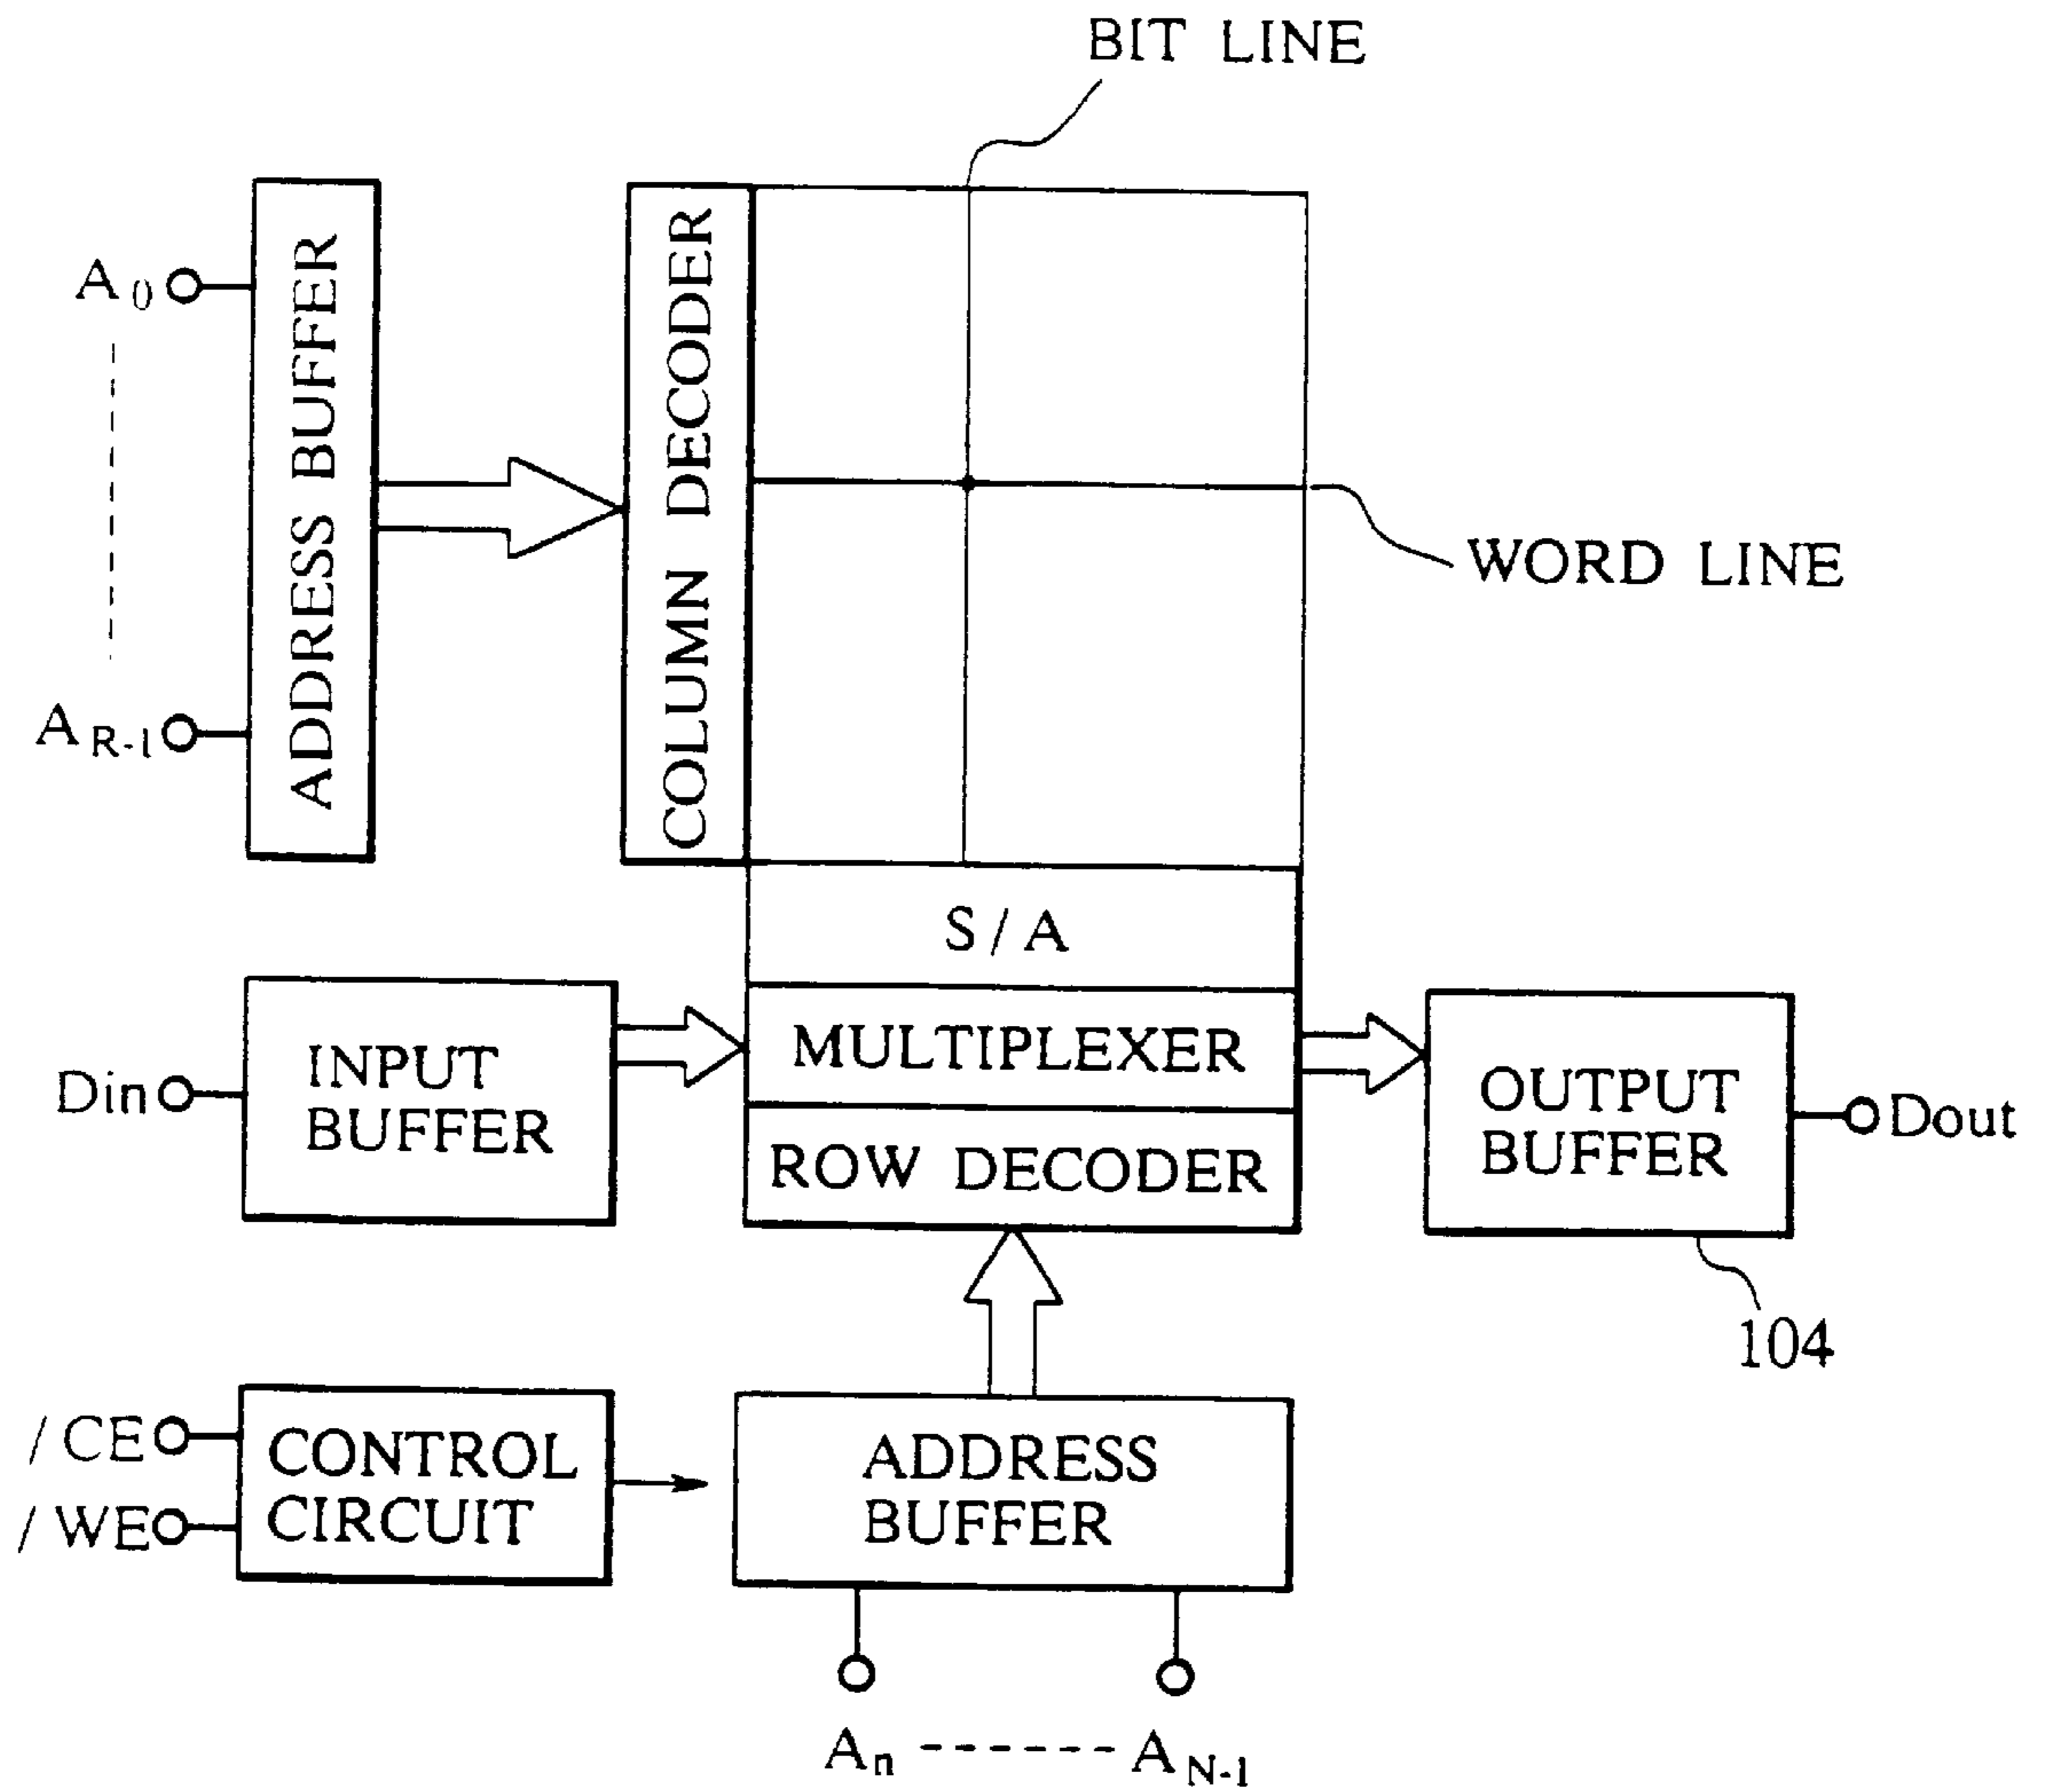 BIT LINE
A0
AR-1
ADDRESS BUFFER
COLUMN DECODER
WORD LINE
S/A
MULTIPLEXER
ROW DECODER
Din
INPUT
BUFFER
OUTPUT
BUFFER
Dout
104
/CE
/WE
CONTROL
CIRCUIT
ADDRESS
BUFFER
An ------ AN-1